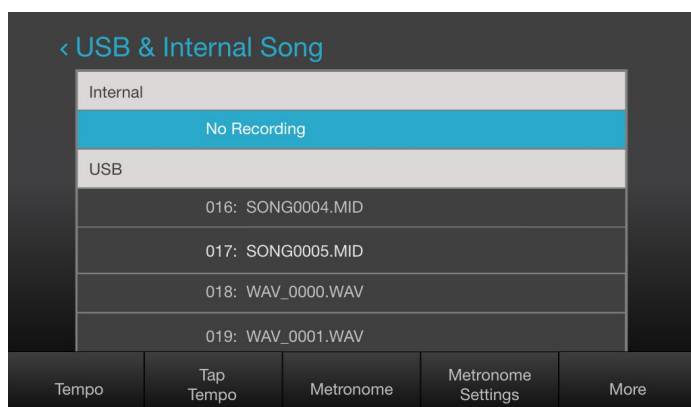 < USB & Internal Song
Internal
No Recording
USB
016: SONG0004.MID
017: SONG0005.MID
018: WAV_0000.WAV
019: WAV_0001.WAV
Tempo
Tap
Tempo
Metronome
Metronome
Settings
More